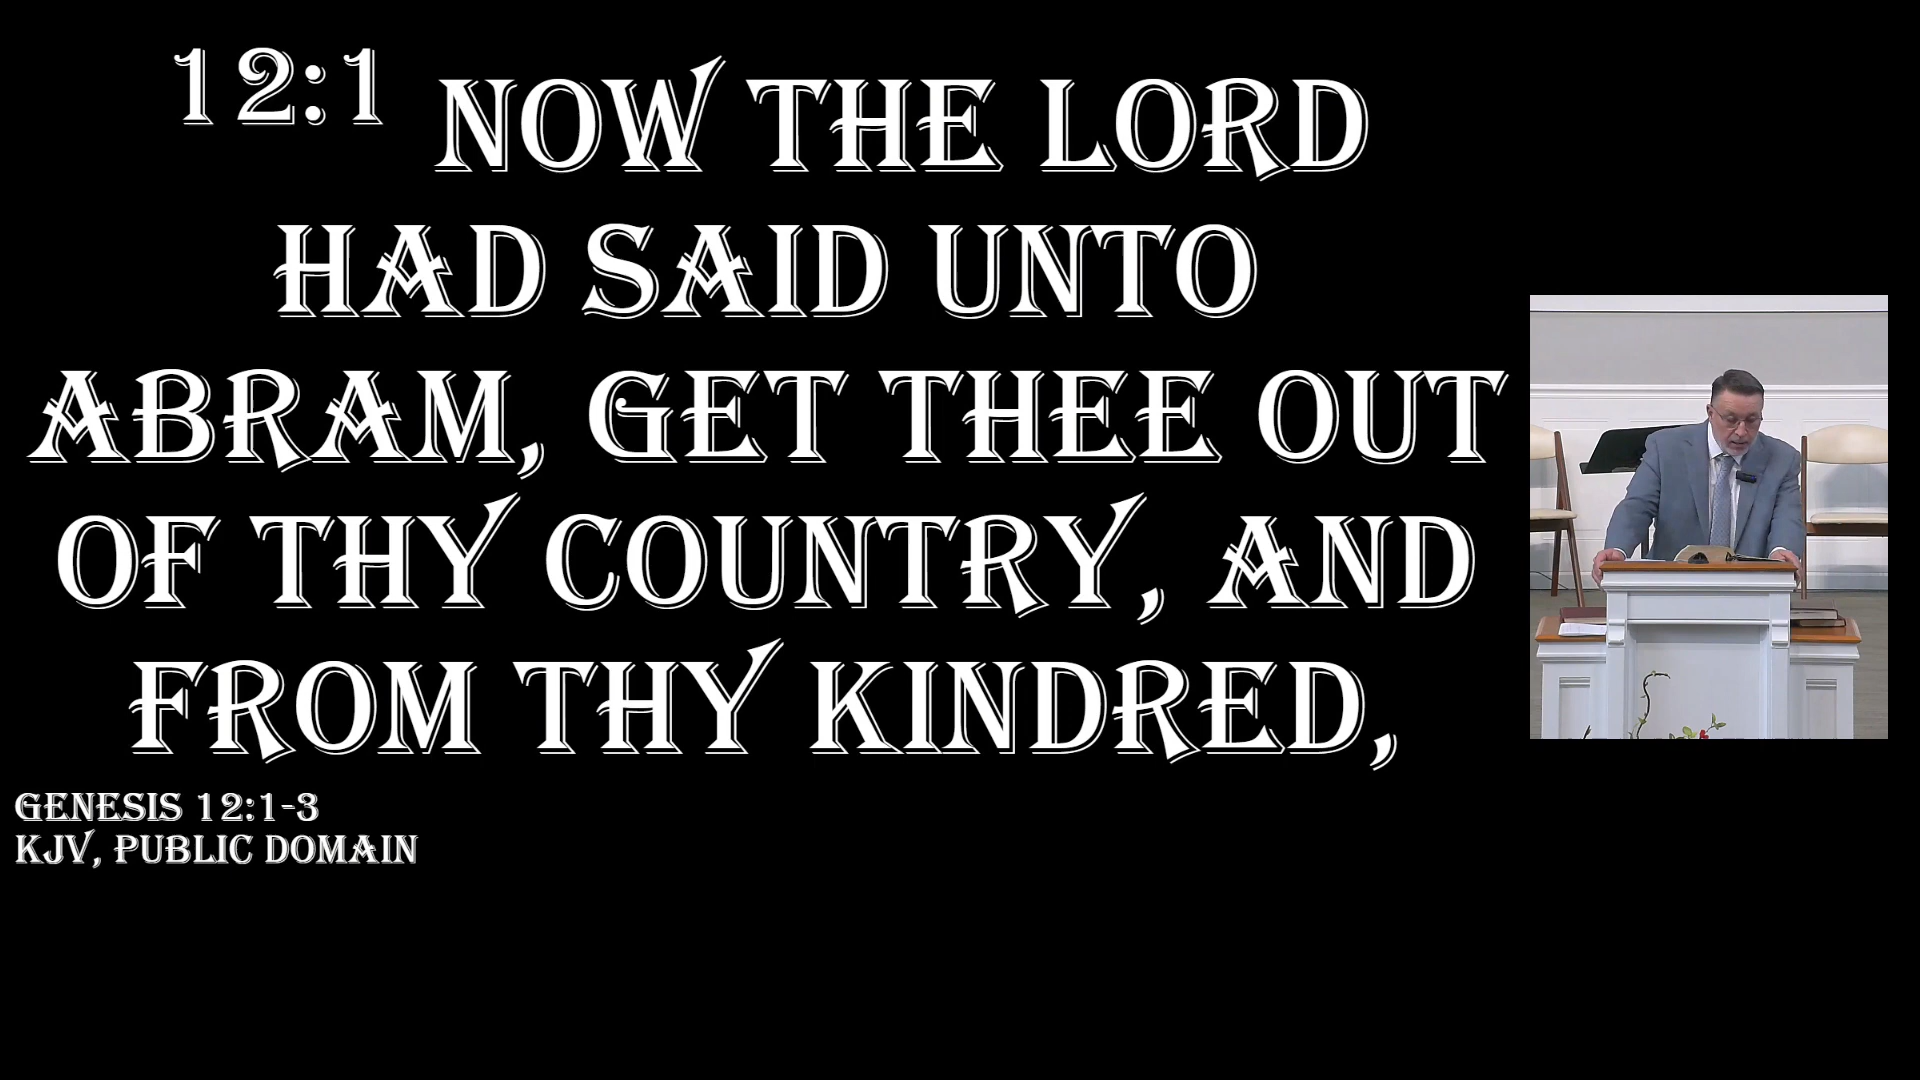 12:1 NOW THE LORD
HAD SAID UNTO
ABRAM, GET THEE OUT
OF THY COUNTRY, AND
FROM THY KINDRED,
GENESIS 12:1-3
KJV, PUBLIC DOMAIN